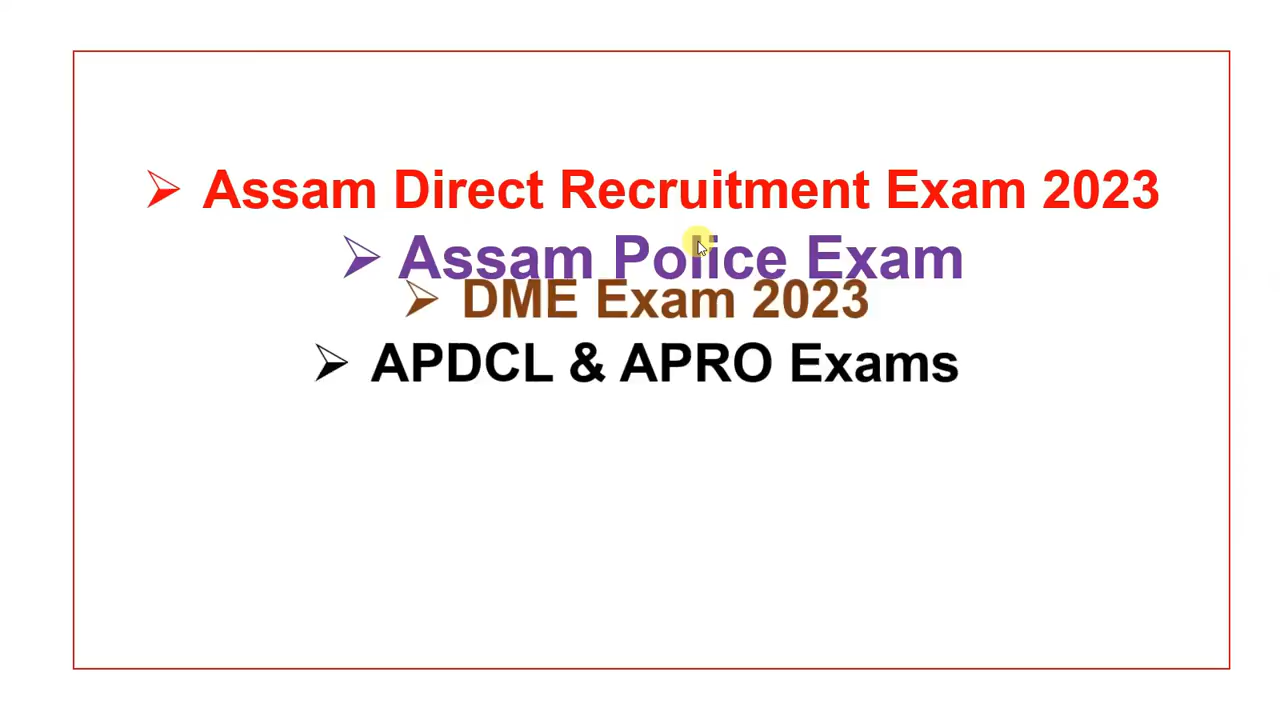 ➢ Assam Direct Recruitment Exam 2023
➢ Assam Police Exam
➢ DME Exam 2023
➢ APDCL & APRO Exams